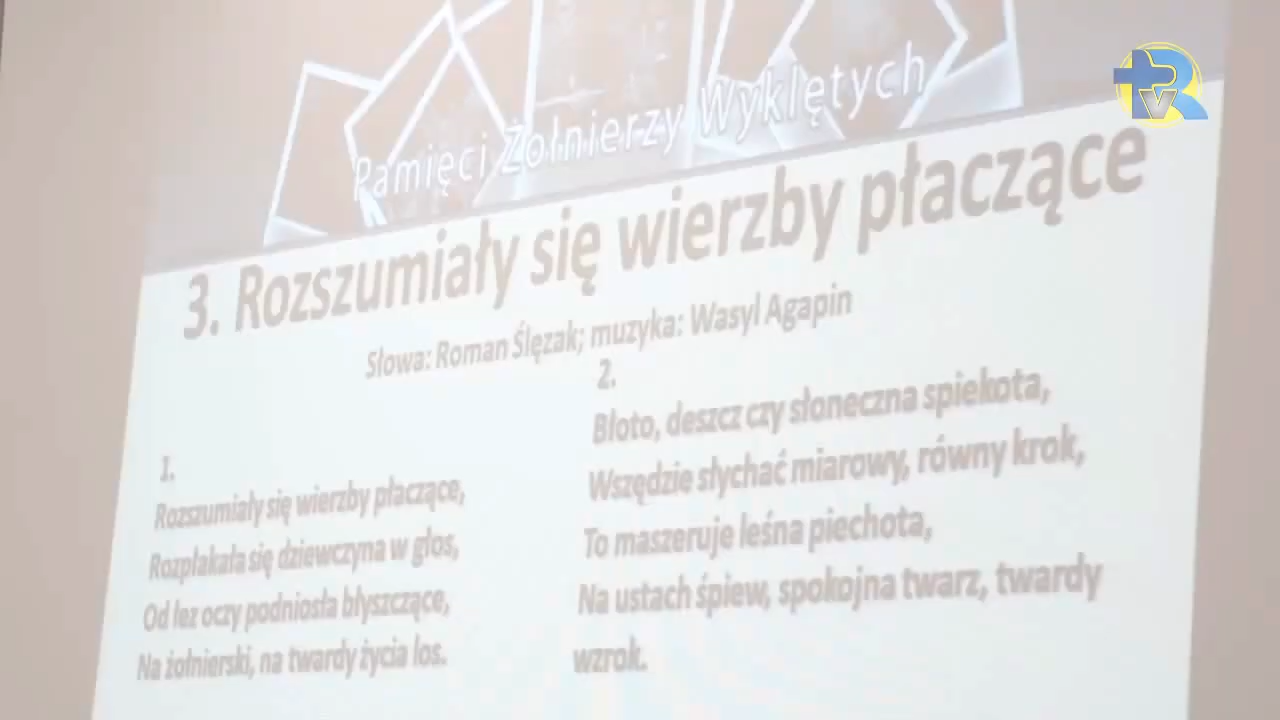 TVR
Pamięci Żołnierzy Wyklętych
3. Rozszumiały się wierzby płaczące
Słowa: Roman Ślęzak; muzyka: Wasyl Agapin
1.
Rozszumiały się wierzby płaczące,
Rozpłakała się dziewczyna w głos,
Od łez oczy podniosła błyszczące,
Na żołnierski, na twardy życia los.
2.
Błoto, deszcz czy słoneczna spiekota,
Wszędzie słychać miarowy, równy krok,
To maszeruje leśna piechota,
Na ustach śpiew, spokojna twarz, twardy
wzrok.